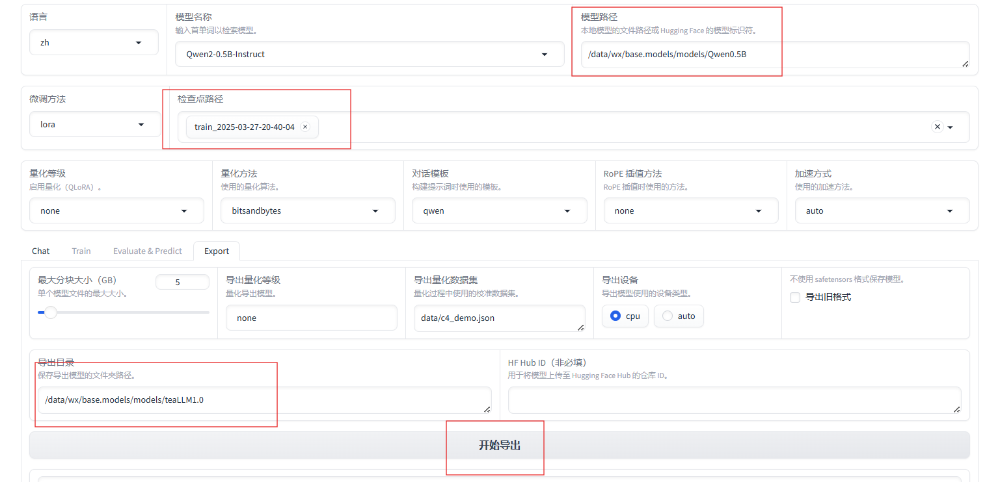 语言
模型名称
模型路径
输入首单词以检索模型。
本地模型的文件路径或 Hugging Face 的模型标识符。
zh
Qwen2-0.5B-Instruct
/data/wx/base.models/models/Qwen0.5B
微调方法
检查点路径
lora
train_2025-03-27-20-40-04
量化等级
量化方法
对话模板
RoPE 插值方法
加速方式
启用量化（QLoRA）。
使用的量化算法。
构建提示词时使用的模板。
RoPE 插值时使用的方法。
使用的加速方法。
none
bitsandbytes
qwen
none
auto
Chat
Train
Evaluate & Predict
Export
最大分块大小（GB）
5
单个模型文件的最大大小。
导出量化等级
量化导出模型。
none
导出量化数据集
量化过程中使用的校准数据集。
data/c4_demo.json
导出设备
导出模型使用的设备类型。
cpu
auto
不使用 safetensors 格式保存模型。
导出旧格式
导出目录
保存导出模型的文件夹路径。
/data/wx/base.models/models/teaLLM1.0
HF Hub ID（非必填）
用于将模型上传至 Hugging Face Hub 的仓库 ID。
开始导出